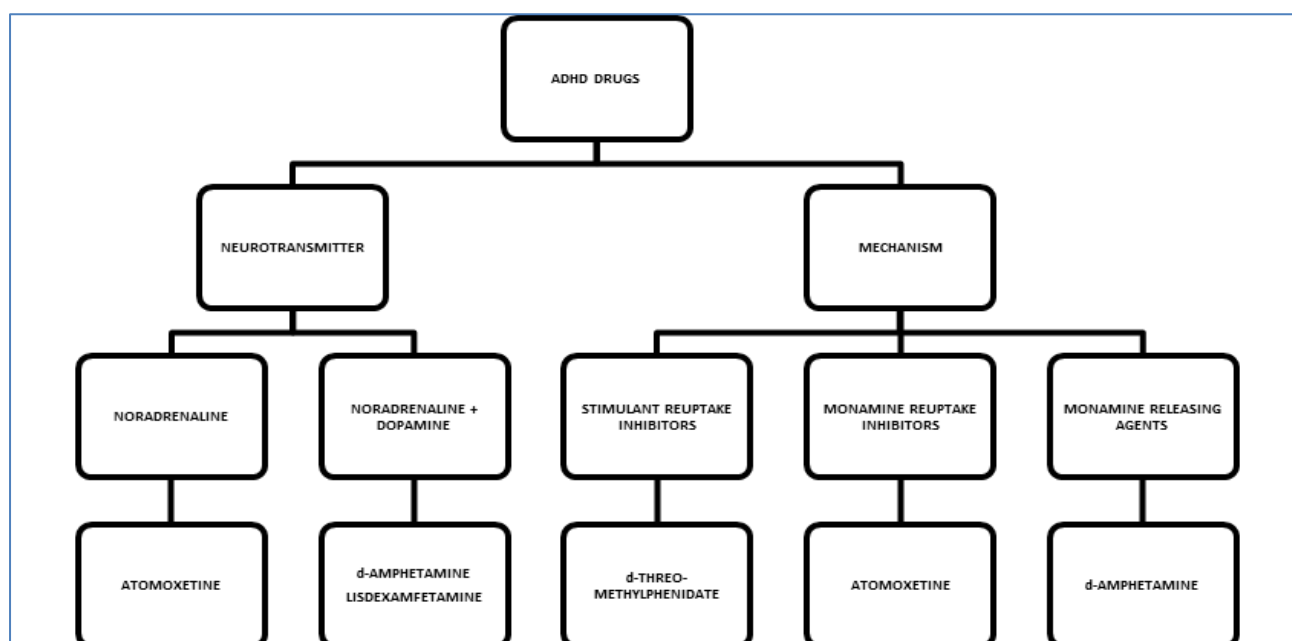 ADHD DRUGS
NEUROTRANSMITTER
MECHANISM
NORADRENALINE
NORADRENALINE +
DOPAMINE
STIMULANT REUPTAKE
INHIBITORS
MONAMINE REUPTAKE
INHIBITORS
MONAMINE RELEASING
AGENTS
ATOMOXETINE
d-AMPHETAMINE
LISDEXAMFETAMINE
d-THREO-
METHYLPHENIDATE
ATOMOXETINE
d-AMPHETAMINE